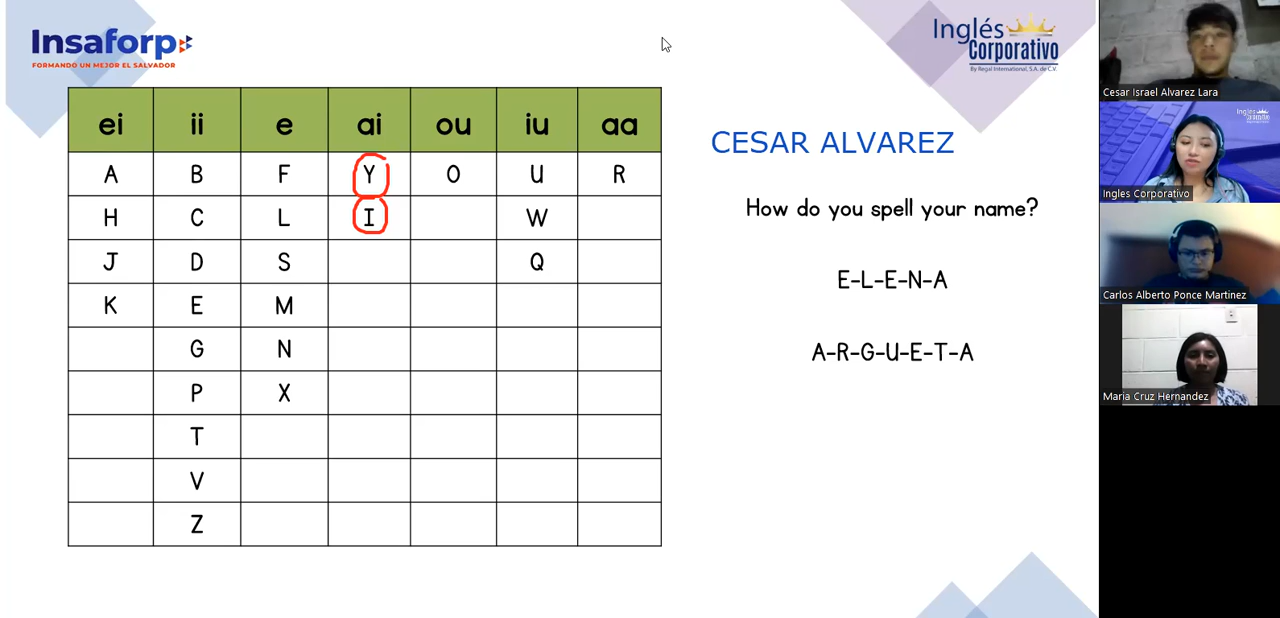 Insaforp
FORMANDO UN MEJOR EL SALVADOR
Inglés
Corporativo
By Regal International, S.A. de C.V.
ei ii e ai ou iu aa
A B F Y O U R
H C L I W
J D S Q
K E M
G N
P X
T
V
Z
CESAR ALVAREZ
How do you spell your name?
E-L-E-N-A
A-R-G-U-E-T-A
Cesar Israel Alvarez Lara
Inglés
Corporativo
Ingles Corporativo
Carlos Alberto Ponce Martinez
Maria Cruz Hernandez